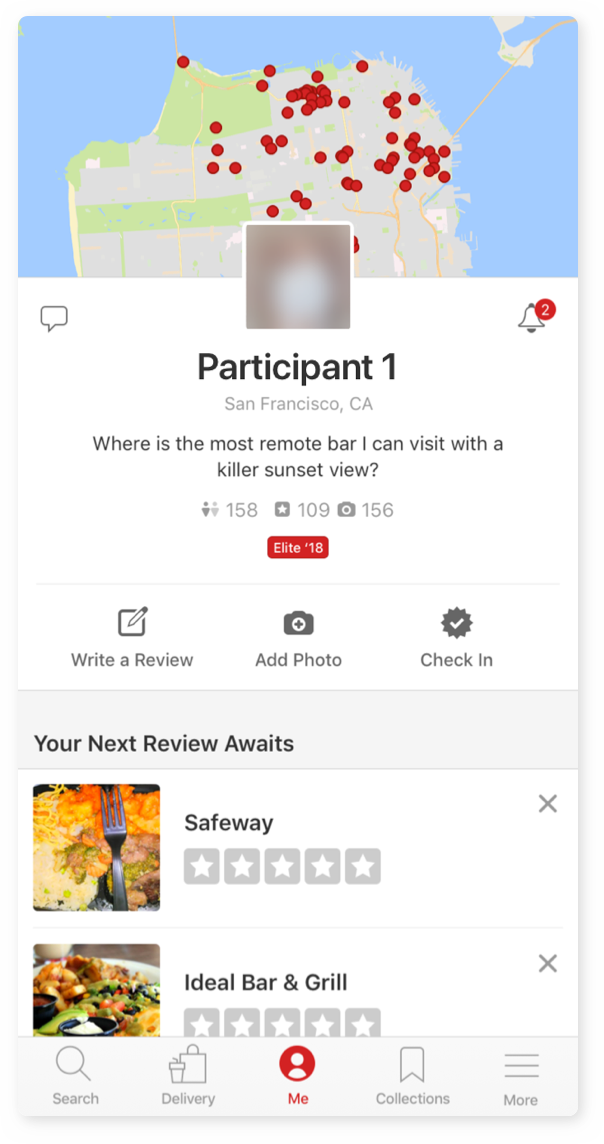 2
Participant 1
San Francisco, CA
Where is the most remote bar I can visit with a
killer sunset view?
158 109 156
Elite ‘18
Write a Review Add Photo Check In
Your Next Review Awaits
Safeway
Ideal Bar & Grill
Search Delivery Me Collections More